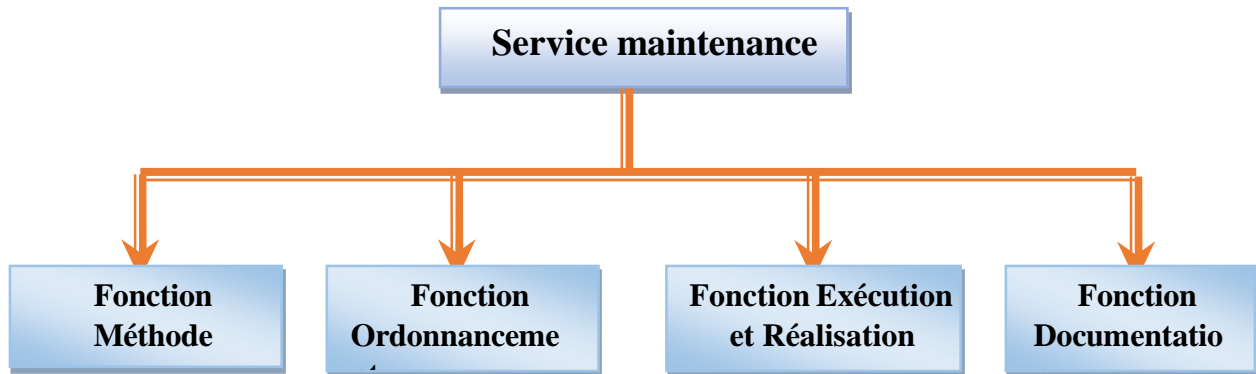 Service maintenance
Fonction
Méthode
Fonction
Ordonnanceme
Fonction Exécution
et Réalisation
Fonction
Documentatio